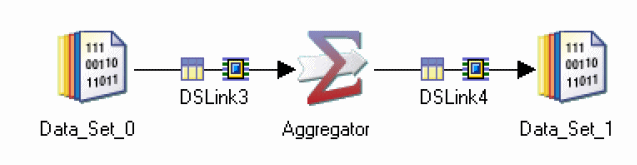 111
00110
11011
111
00110
11011
DSLink3
DSLink4
Data_Set_0
Aggregator
Data_Set_1